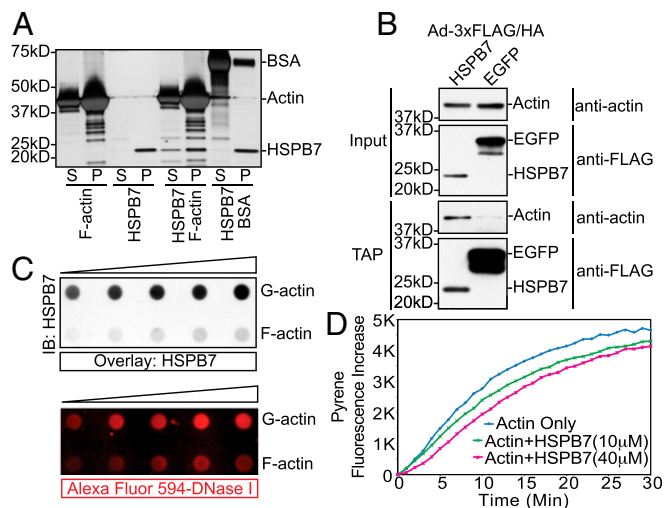 A
75kD
50kD
37kD
25kD
20kD
BSA
Actin
HSPB7
S P S P S P S P
F-actin
HSPB7
HSPB7
F-actin
HSPB7
BSA
B
Ad-3xFLAG/HA
HSPB7
EGFP
Input
37kD
Actin
anti-actin
37kD
25kD
20kD
EGFP
HSPB7
anti-FLAG
TAP
37kD
Actin
anti-actin
37kD
25kD
20kD
EGFP
HSPB7
anti-FLAG
C
IB: HSPB7
G-actin
F-actin
Overlay: HSPB7
G-actin
F-actin
Alexa Fluor 594-DNase I
D
Pyrene
Fluorescence Increase
5K
4K
3K
2K
1K
0
0 5 10 15 20 25 30
Time (Min)
Actin Only
Actin+HSPB7(10μM)
Actin+HSPB7(40μM)